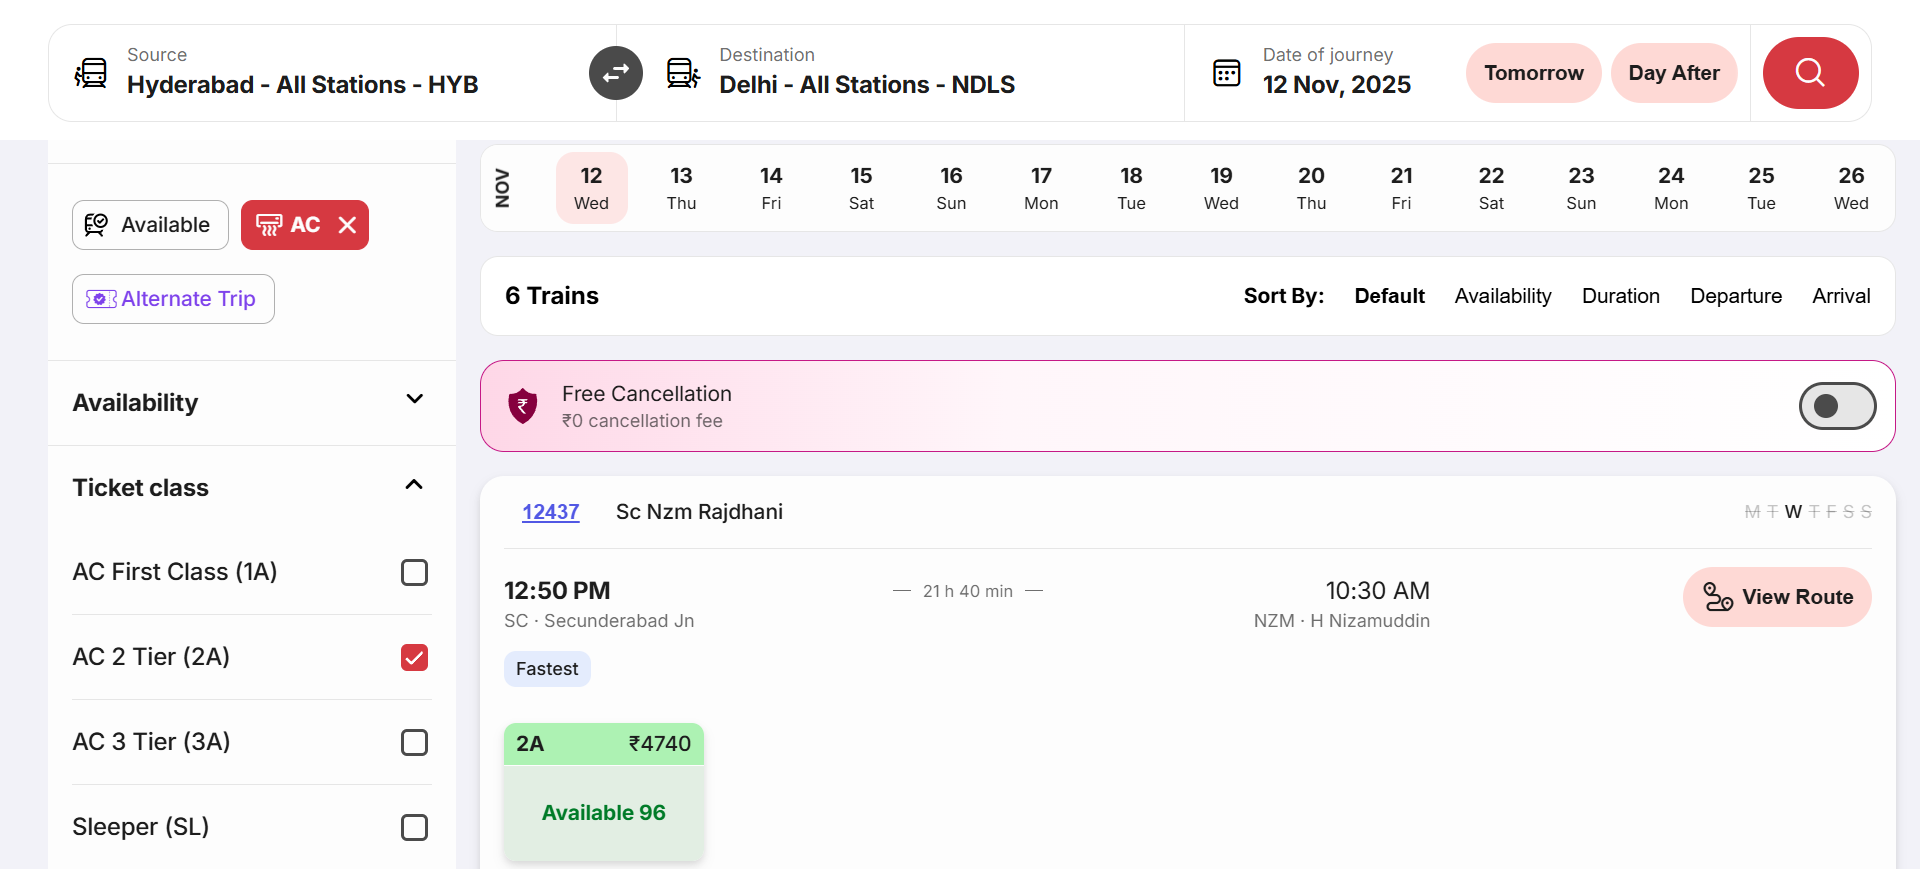 Source
Hyderabad - All Stations - HYB
Destination
Delhi - All Stations - NDLS
Date of journey
12 Nov, 2025
Tomorrow
Day After
Available
AC
Alternate Trip
Availability
Ticket class
AC First Class (1A)
AC 2 Tier (2A)
AC 3 Tier (3A)
Sleeper (SL)
NOV
12 Wed
13 Thu
14 Fri
15 Sat
16 Sun
17 Mon
18 Tue
19 Wed
20 Thu
21 Fri
22 Sat
23 Sun
24 Mon
25 Tue
26 Wed
6 Trains
Sort By: Default Availability Duration Departure Arrival
Free Cancellation
₹0 cancellation fee
12437 Sc Nzm Rajdhani
M T W T F S S
12:50 PM
SC · Secunderabad Jn
21 h 40 min
10:30 AM
NZM · H Nizamuddin
View Route
Fastest
2A ₹4740
Available 96